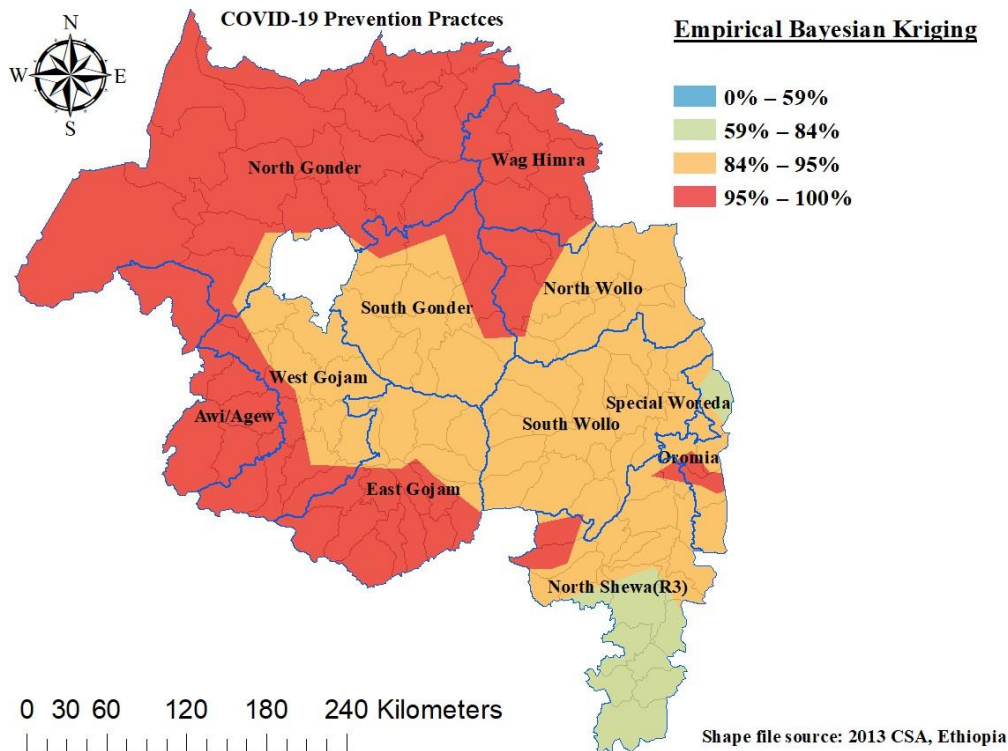 COVID-19 Prevention Practces
Empirical Bayesian Kriging
N
W E
S
0% – 59%
59% – 84%
84% – 95%
95% – 100%
North Gonder
Wag Himra
North Wollo
South Gonder
West Gojam
Awi/Agew
Special Woreda
South Wollo
Oromia
East Gojam
North Shewa(R3)
0 30 60 120 180 240 Kilometers
Shape file source: 2013 CSA, Ethiopia